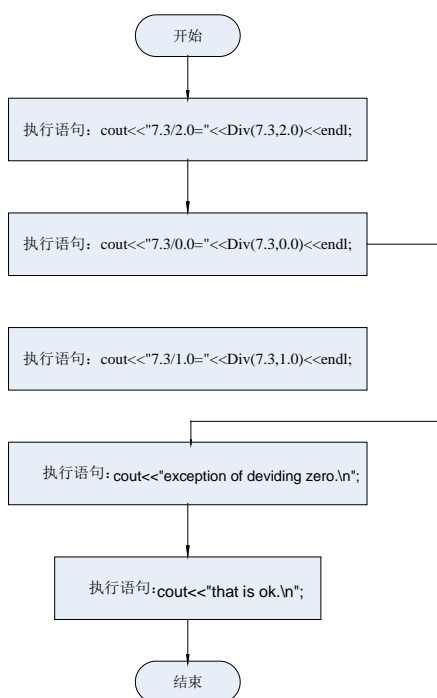 开始
执行语句：cout<<"7.3/2.0="<<Div(7.3,2.0)<<endl;
执行语句：cout<<"7.3/0.0="<<Div(7.3,0.0)<<endl;
执行语句：cout<<"7.3/1.0="<<Div(7.3,1.0)<<endl;
执行语句：cout<<"exception of deviding zero.\n";
执行语句：cout<<"that is ok.\n";
结束